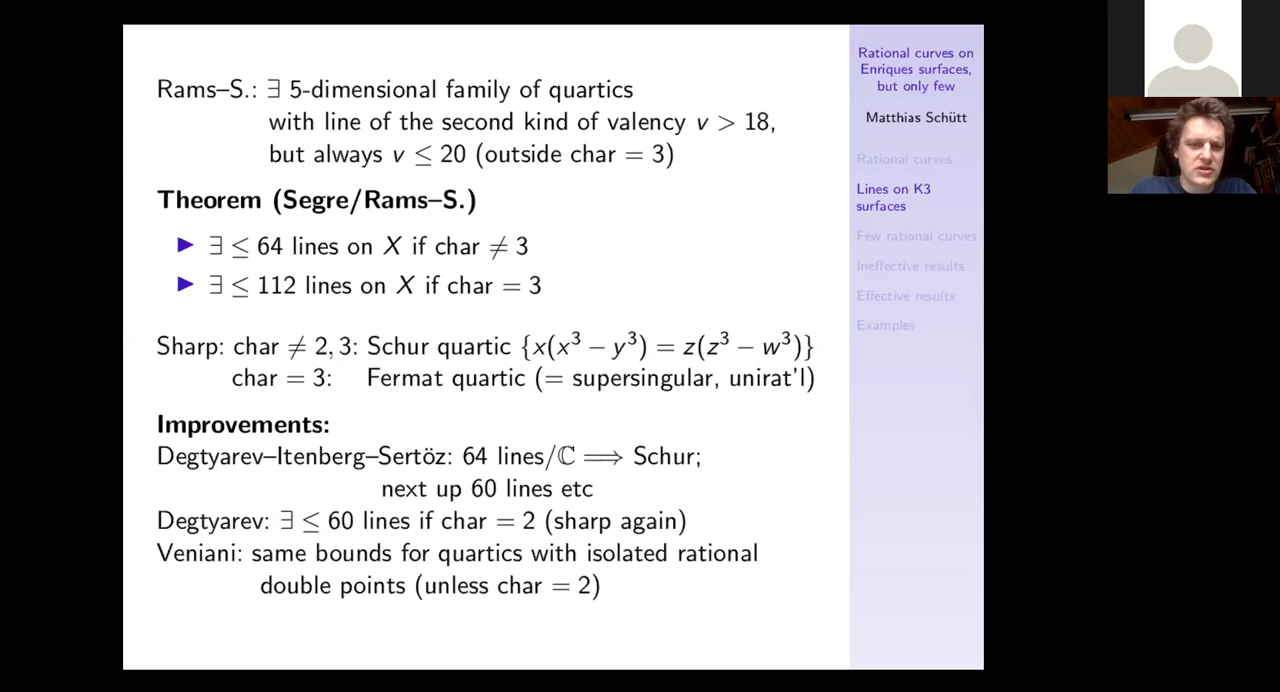 Rams–S.: ∃ 5-dimensional family of quartics
with line of the second kind of valency v > 18,
but always v ≤ 20 (outside char = 3)
Theorem (Segre/Rams–S.)
▶ ∃ ≤ 64 lines on X if char ≠ 3
▶ ∃ ≤ 112 lines on X if char = 3
Sharp: char ≠ 2, 3: Schur quartic {x(x³ − y³) = z(z³ − w³)}
char = 3: Fermat quartic (= supersingular, unirat'l)
Improvements:
Degtyarev–Itenberg–Sertöz: 64 lines/ℂ ⟹ Schur;
next up 60 lines etc
Degtyarev: ∃ ≤ 60 lines if char = 2 (sharp again)
Veniani: same bounds for quartics with isolated rational
double points (unless char = 2)
Rational curves on
Enriques surfaces,
but only few
Matthias Schütt
Rational curves
Lines on K3
surfaces
Few rational curves
Ineffective results
Effective results
Examples